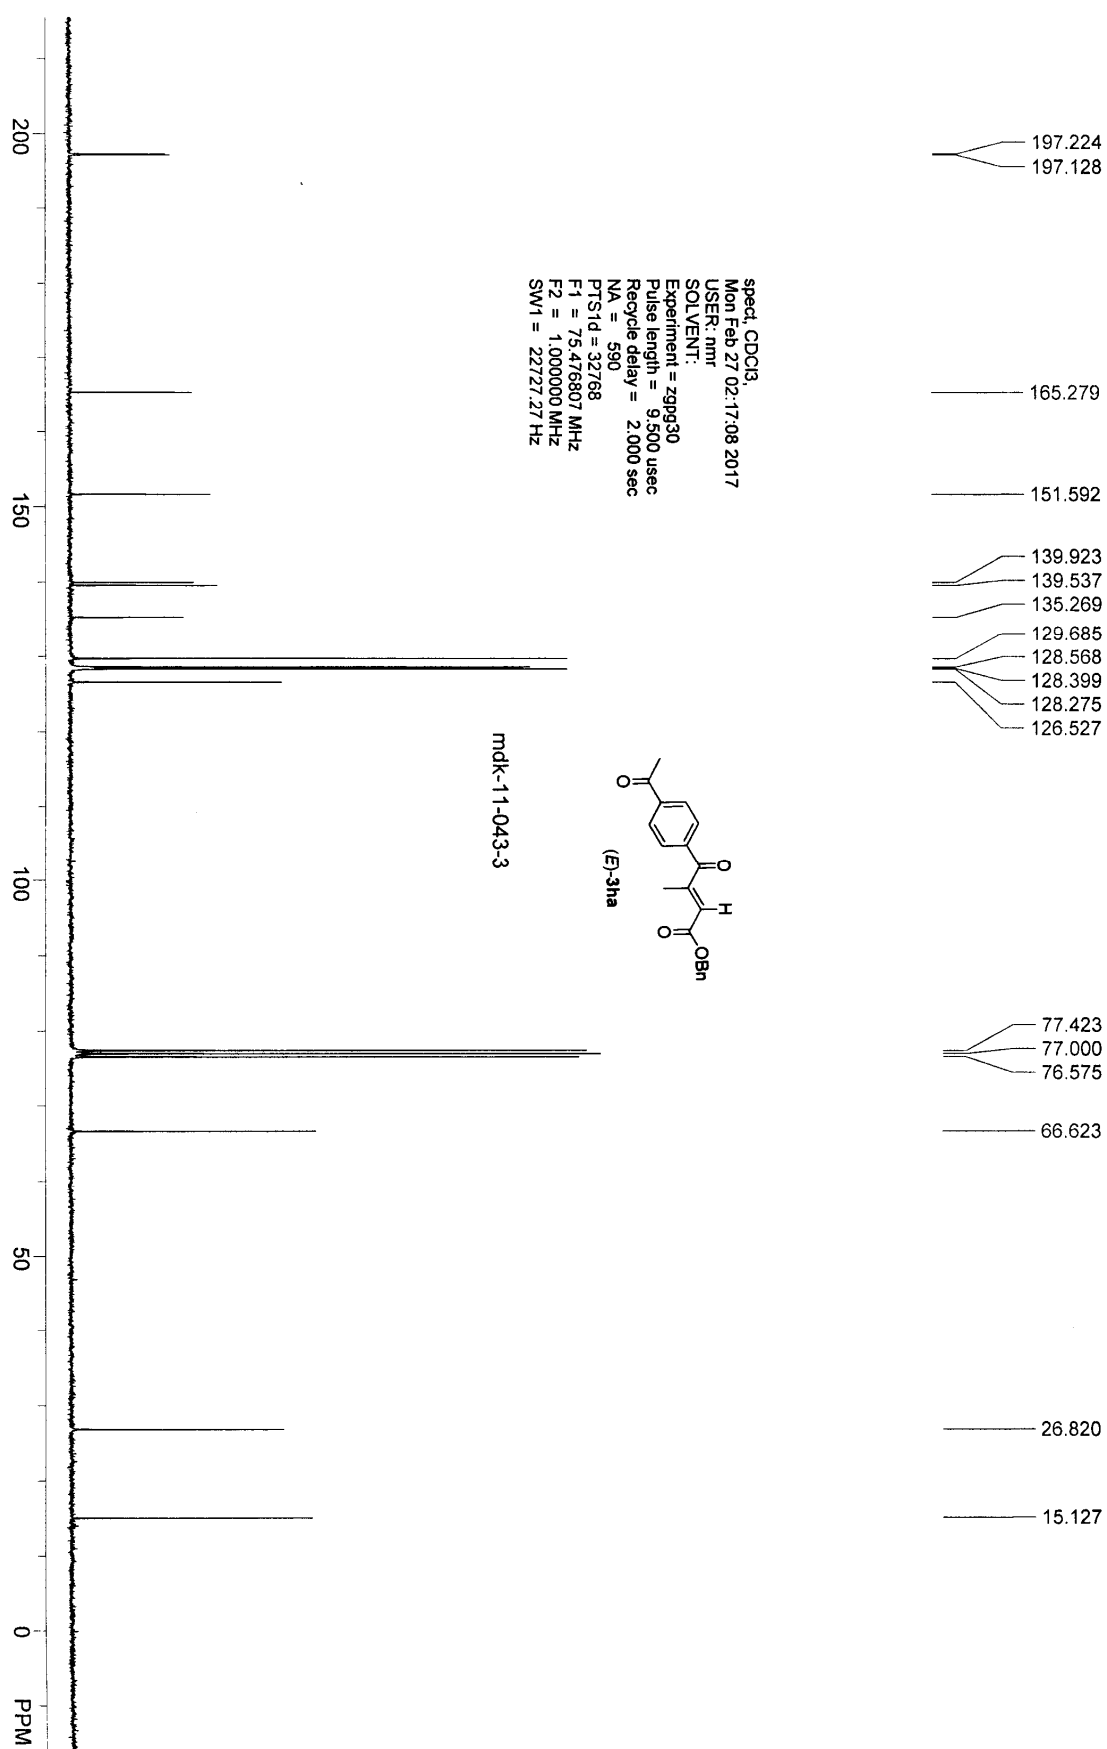 197.224
197.128
165.279
151.592
139.923
139.537
135.269
129.685
128.568
128.399
128.275
126.527
77.423
77.000
76.575
66.623
26.820
15.127
spect, CDCl3,
Mon Feb 27 02:17:08 2017
USER: nmr
SOLVENT:
Experiment = zgpg30
Pulse length = 9.500 usec
Recycle delay = 2.000 sec
NA = 590
PTS1d = 32768
F1 = 75.476807 MHz
F2 = 1.000000 MHz
SW1 = 22727.27 Hz
O
O
H
O
OBn
(E)-3ha
mdk-11-043-3
200
150
100
50
0
PPM